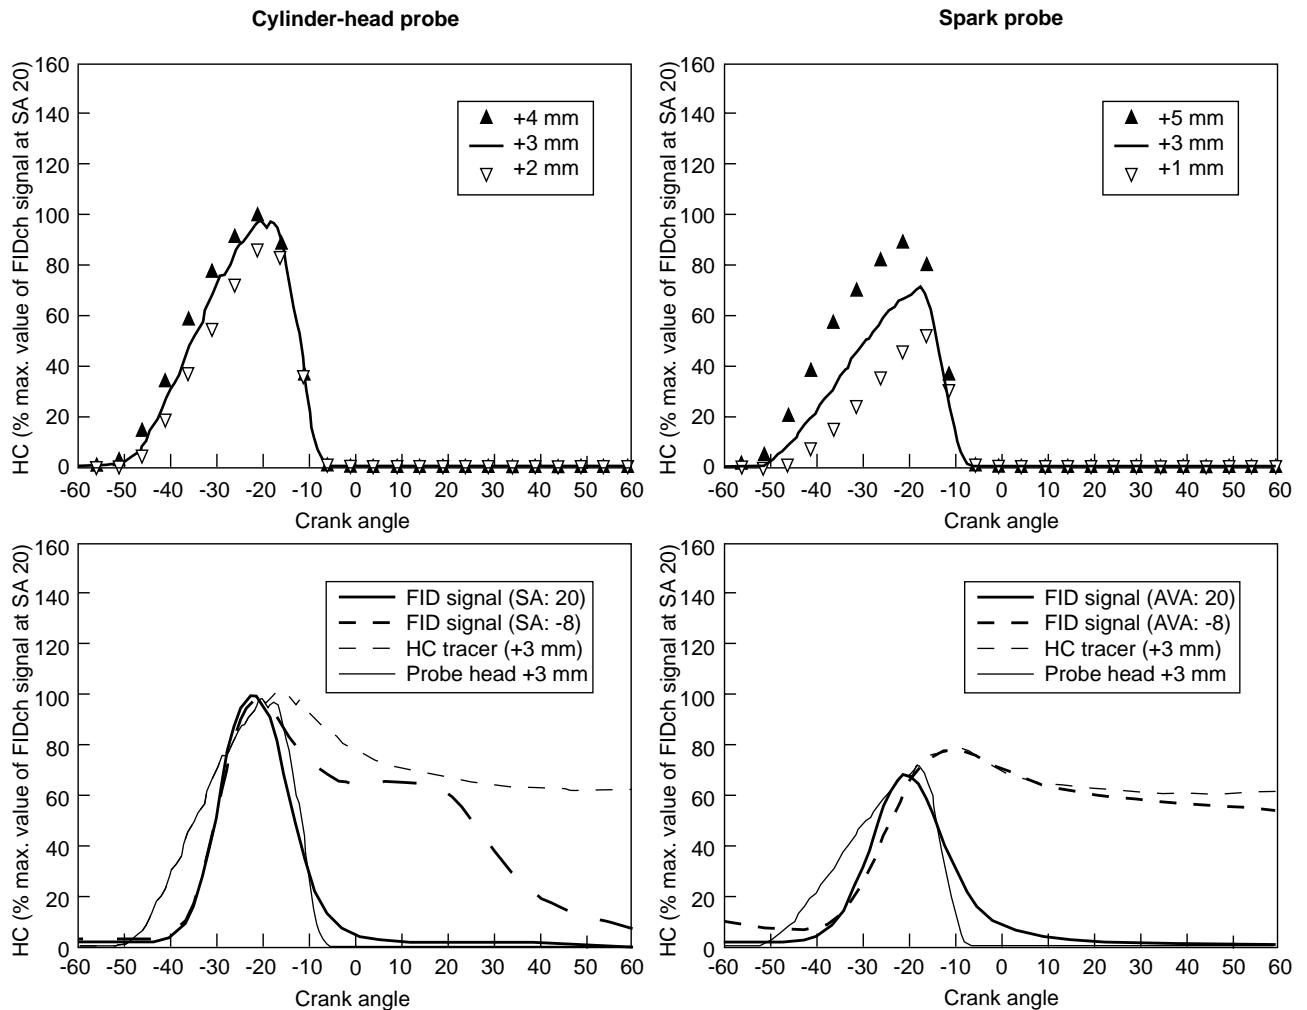 Cylinder-head probe
HC (% max. value of FIDch signal at SA 20)
160
140
120
100
80
60
40
20
0
+4 mm
+3 mm
+2 mm
-60 -50 -40 -30 -20 -10 0 10 20 30 40 50 60
Crank angle
Spark probe
HC (% max. value of FIDch signal at SA 20)
160
140
120
100
80
60
40
20
0
+5 mm
+3 mm
+1 mm
-60 -50 -40 -30 -20 -10 0 10 20 30 40 50 60
Crank angle
HC (% max. value of FIDch signal at SA 20)
160
140
120
100
80
60
40
20
0
FID signal (SA: 20)
FID signal (SA: -8)
HC tracer (+3 mm)
Probe head +3 mm
-60 -50 -40 -30 -20 -10 0 10 20 30 40 50 60
Crank angle
HC (% max. value of FIDch signal at SA 20)
160
140
120
100
80
60
40
20
0
FID signal (AVA: 20)
FID signal (AVA: -8)
HC tracer (+3 mm)
Probe head +3 mm
-60 -50 -40 -30 -20 -10 0 10 20 30 40 50 60
Crank angle